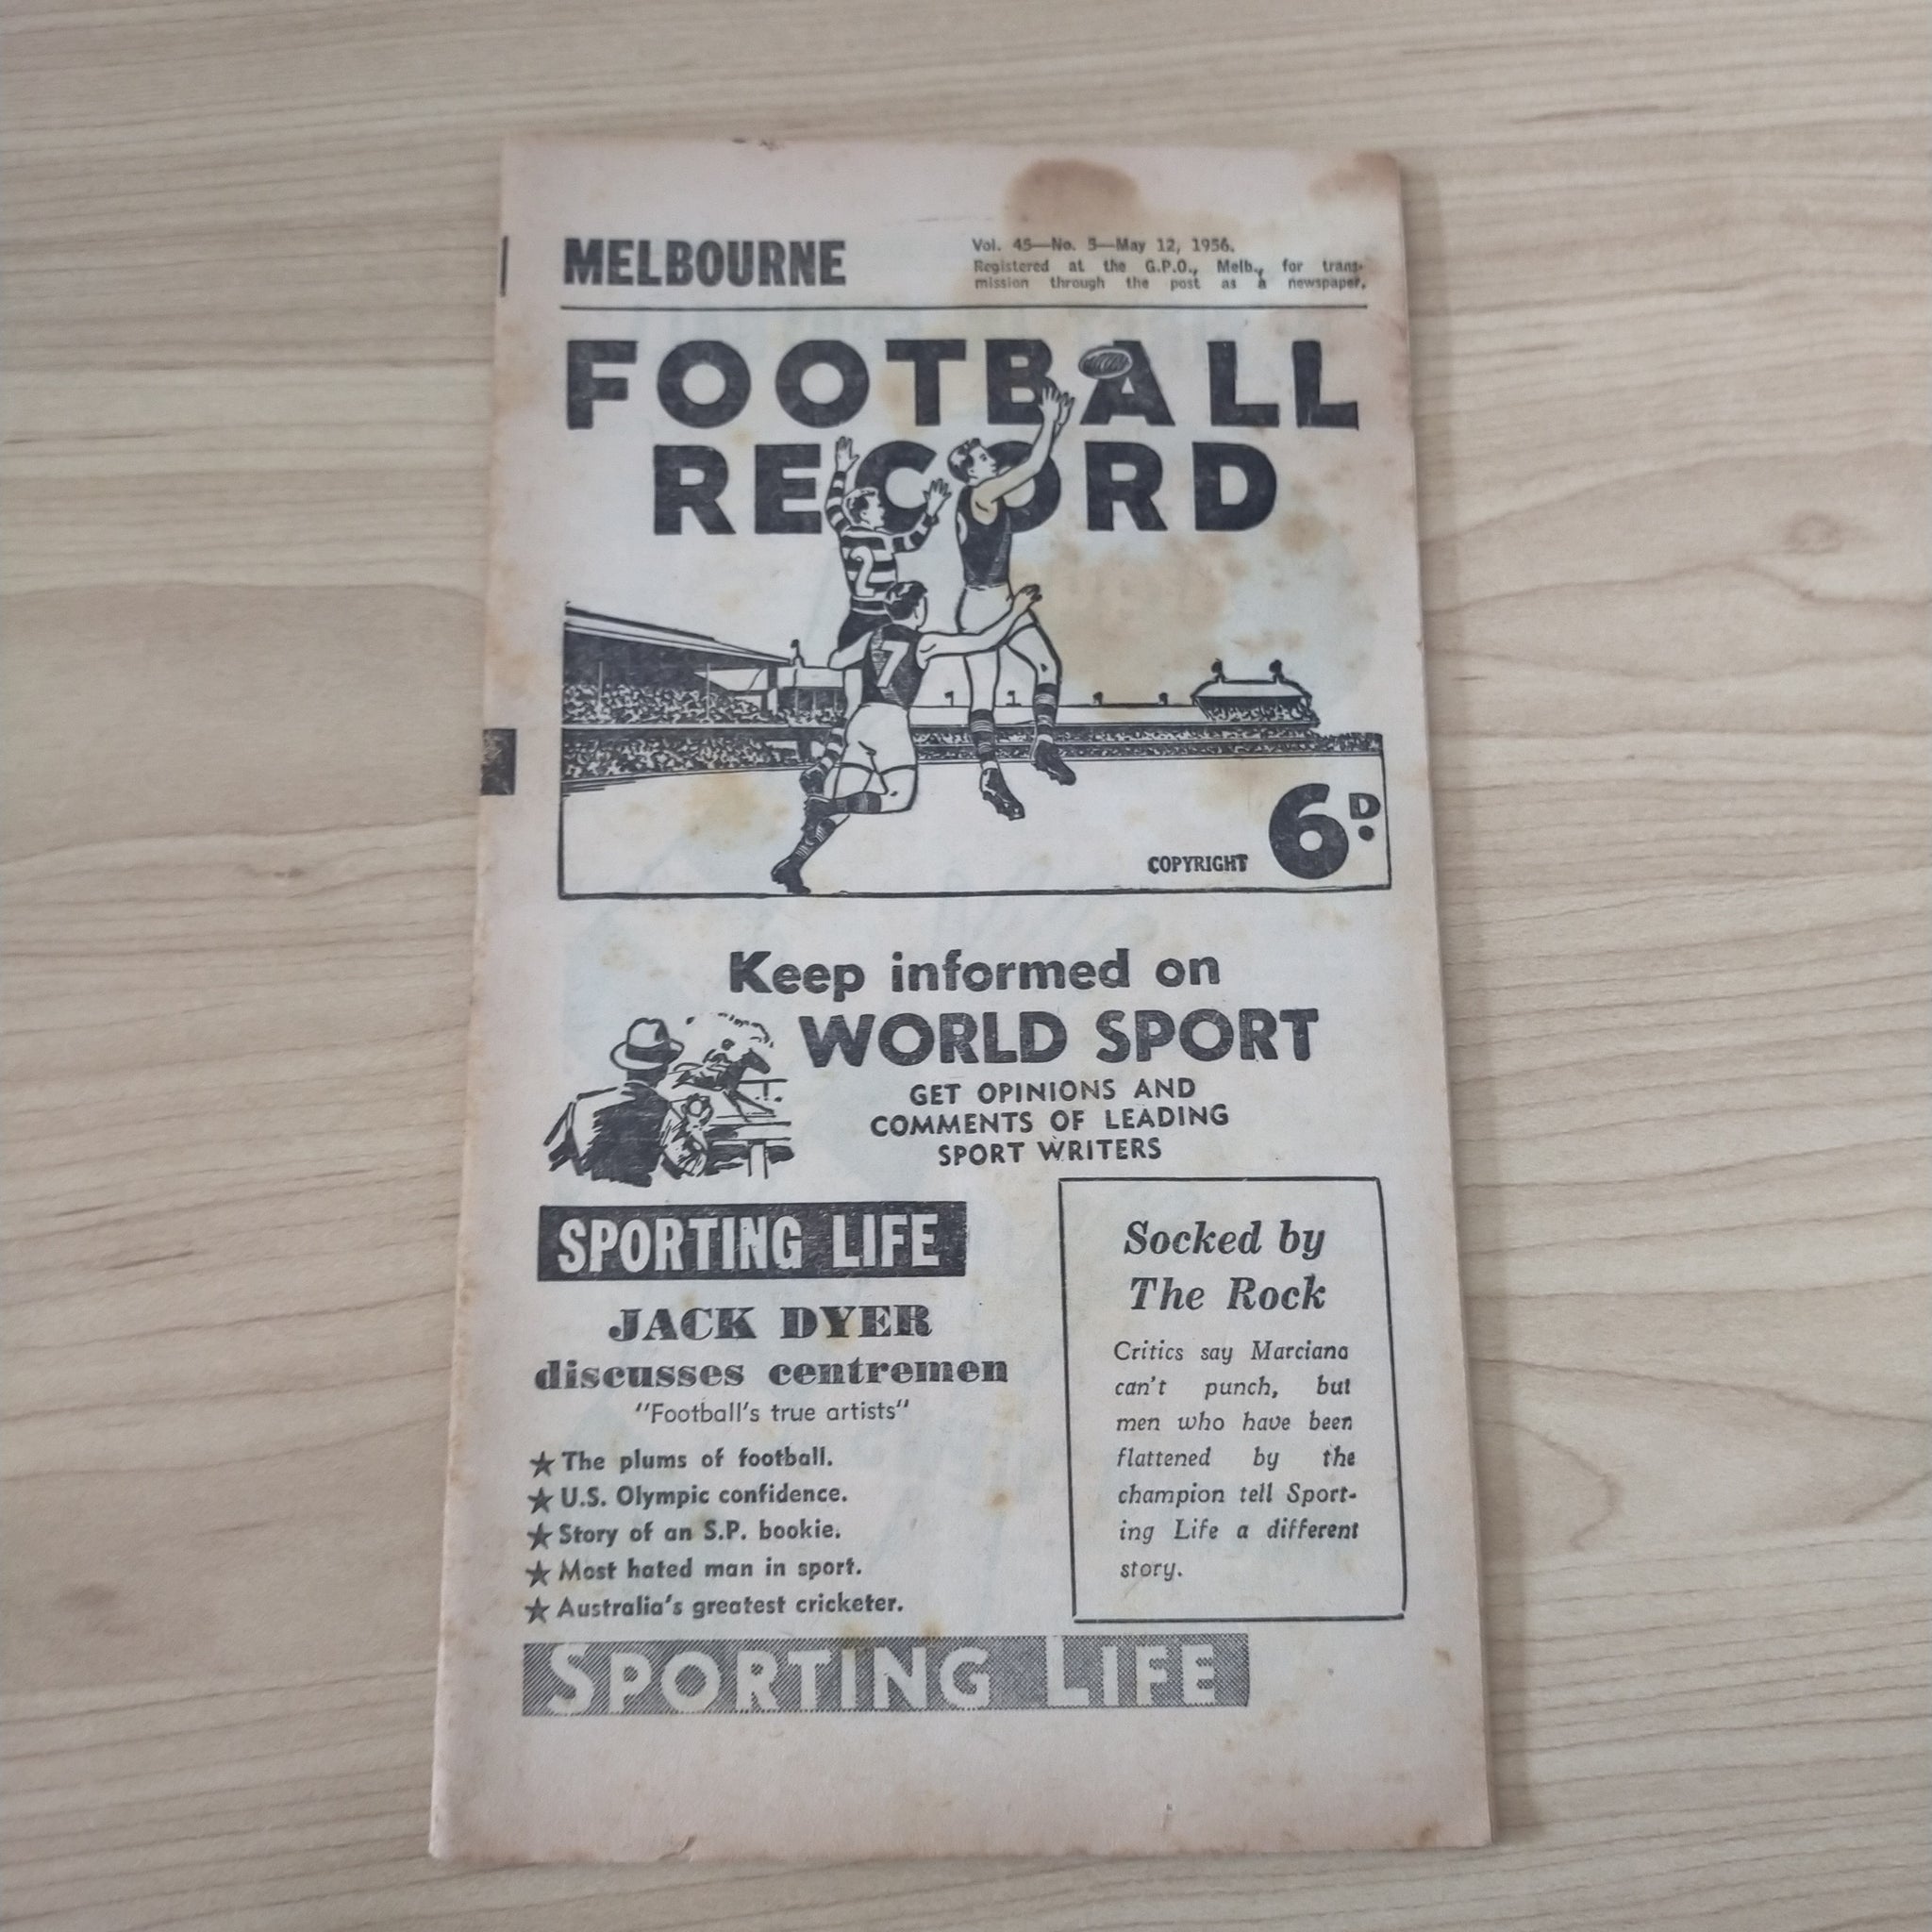 MELBOURNE
Vol. 45—No. 5—May 12, 1956.
Registered at the G.P.O., Melb., for trans-
mission through the post as a newspaper.
FOOTBALL
RECORD
2
7
COPYRIGHT
6D.
Keep informed on
WORLD SPORT
GET OPINIONS AND
COMMENTS OF LEADING
SPORT WRITERS
SPORTING LIFE
JACK DYER
discusses centremen
"Football's true artists"
★ The plums of football.
★ U.S. Olympic confidence.
★ Story of an S.P. bookie.
★ Most hated man in sport.
★ Australia's greatest cricketer.
Socked by
The Rock
Critics say Marciano
can't punch, but
men who have been
flattened by the
champion tell Sport-
ing Life a different
story.
SPORTING LIFE